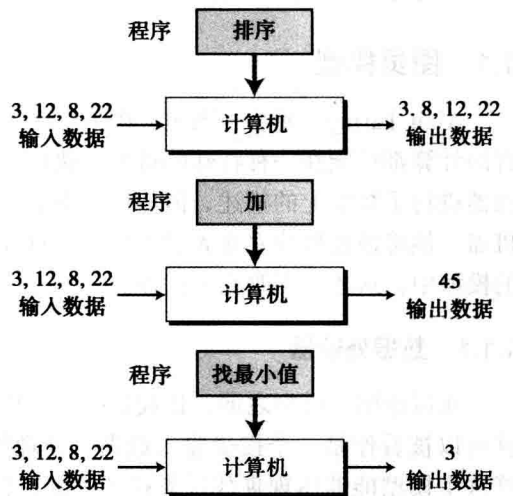 程序 排序
3, 12, 8, 22 计算机 3, 8, 12, 22
输入数据 输出数据
程序 加
3, 12, 8, 22 计算机 45
输入数据 输出数据
程序 找最小值
3, 12, 8, 22 计算机 3
输入数据 输出数据